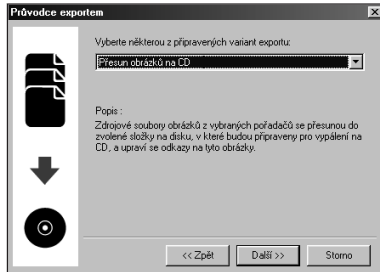 Průvodce exportem
Vyberte některou z připravených variant exportu:
Přesun obrázků na CD
Popis :
Zdrojové soubory obrázků z vybraných pořadačů se přesunou do
zvolené složky na disku, v které budou připraveny pro vypálení na
CD, a upraví se odkazy na tyto obrázky.
<< Zpět
Další >>
Storno